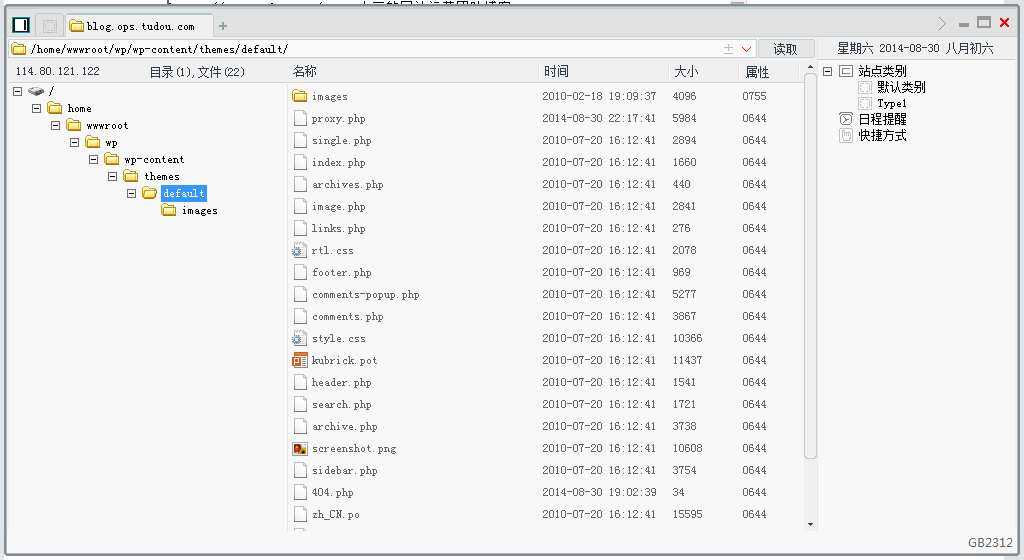 blog.ops.tudou.com
/home/wwwroot/wp/wp-content/themes/default/
读取
星期六 2014-08-30 八月初六
114.80.121.122 目录(1),文件(22)
名称 时间 大小 属性
/
home
wwwroot
wp
wp-content
themes
default
images
images 2010-02-18 19:09:37 4096 0755
proxy.php 2014-08-30 22:17:41 5984 0644
single.php 2010-07-20 16:12:41 2894 0644
index.php 2010-07-20 16:12:41 1660 0644
archives.php 2010-07-20 16:12:41 440 0644
image.php 2010-07-20 16:12:41 2841 0644
links.php 2010-07-20 16:12:41 276 0644
rtl.css 2010-07-20 16:12:41 2078 0644
footer.php 2010-07-20 16:12:41 969 0644
comments-popup.php 2010-07-20 16:12:41 5277 0644
comments.php 2010-07-20 16:12:41 3867 0644
style.css 2010-07-20 16:12:41 10366 0644
kubrick.pot 2010-07-20 16:12:41 11437 0644
header.php 2010-07-20 16:12:41 1541 0644
search.php 2010-07-20 16:12:41 1721 0644
archive.php 2010-07-20 16:12:41 3738 0644
screenshot.png 2010-07-20 16:12:41 10608 0644
sidebar.php 2010-07-20 16:12:41 3754 0644
404.php 2014-08-30 19:02:39 34 0644
zh_CN.po 2010-07-20 16:12:41 15595 0644
站点类别
默认类别
Type1
日程提醒
快捷方式
GB2312